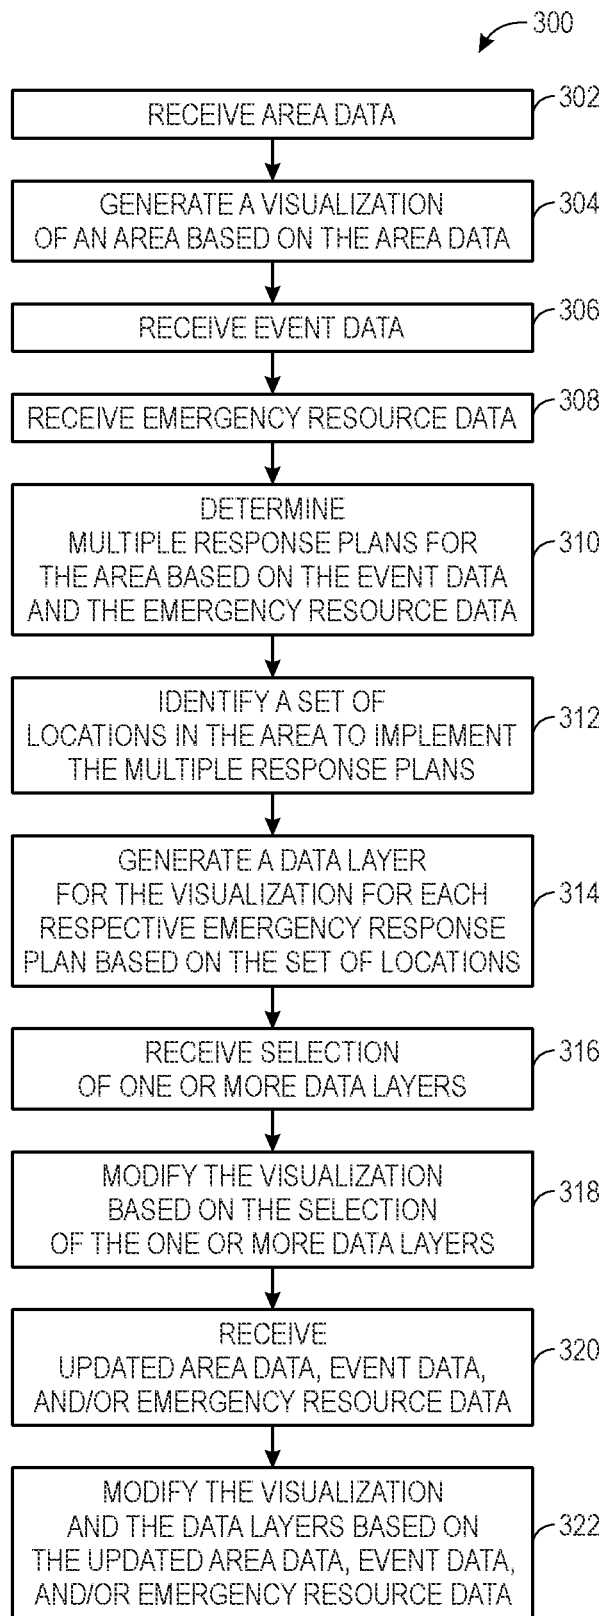 300
RECEIVE AREA DATA
302
GENERATE A VISUALIZATION
OF AN AREA BASED ON THE AREA DATA
304
RECEIVE EVENT DATA
306
RECEIVE EMERGENCY RESOURCE DATA
308
DETERMINE
MULTIPLE RESPONSE PLANS FOR
THE AREA BASED ON THE EVENT DATA
AND THE EMERGENCY RESOURCE DATA
310
IDENTIFY A SET OF
LOCATIONS IN THE AREA TO IMPLEMENT
THE MULTIPLE RESPONSE PLANS
312
GENERATE A DATA LAYER
FOR THE VISUALIZATION FOR EACH
RESPECTIVE EMERGENCY RESPONSE
PLAN BASED ON THE SET OF LOCATIONS
314
RECEIVE SELECTION
OF ONE OR MORE DATA LAYERS
316
MODIFY THE VISUALIZATION
BASED ON THE SELECTION
OF THE ONE OR MORE DATA LAYERS
318
RECEIVE
UPDATED AREA DATA, EVENT DATA,
AND/OR EMERGENCY RESOURCE DATA
320
MODIFY THE VISUALIZATION
AND THE DATA LAYERS BASED ON
THE UPDATED AREA DATA, EVENT DATA,
AND/OR EMERGENCY RESOURCE DATA
322